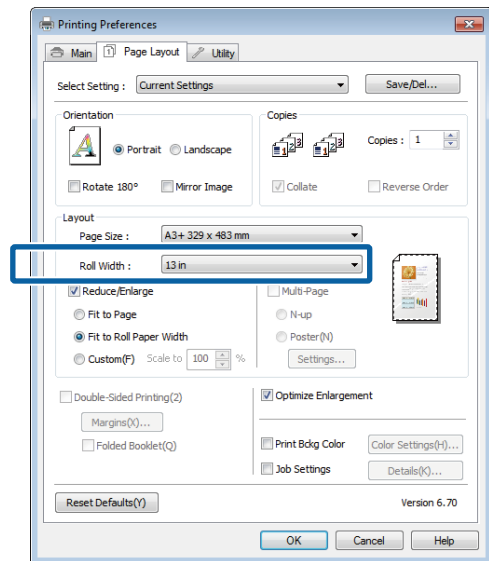 Printing Preferences
Main Page Layout Utility
Select Setting : Current Settings Save/Del...
Orientation Copies
Portrait Landscape Copies : 1
Rotate 180° Mirror Image Collate Reverse Order
Layout
Page Size : A3+ 329 x 483 mm
Roll Width : 13 in
Reduce/Enlarge Multi-Page
Fit to Page N-up
Fit to Roll Paper Width Poster(N)
Custom(F) Scale to 100 % Settings...
Double-Sided Printing(2) Optimize Enlargement
Margins(X)...
Folded Booklet(Q) Print Bckg Color Color Settings(H)...
Job Settings Details(K)...
Reset Defaults(Y) Version 6.70
OK Cancel Help